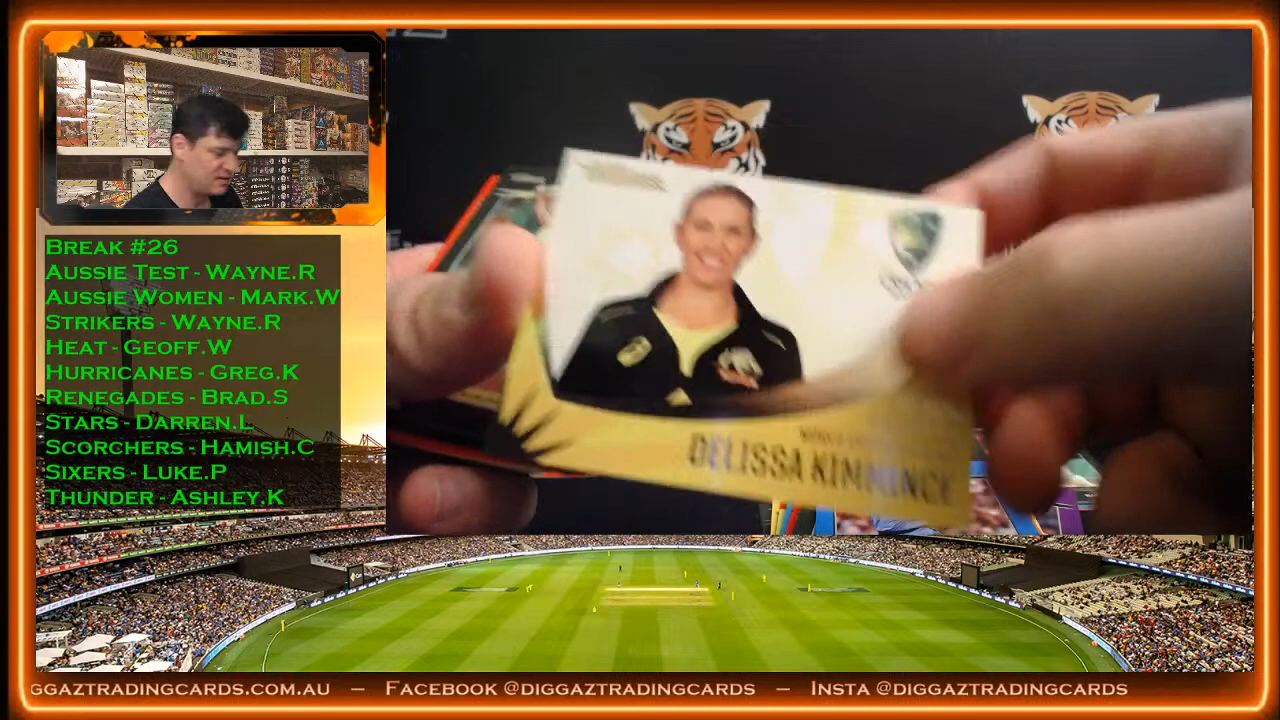 BREAK #26
AUSSIE TEST - WAYNE.R
AUSSIE WOMEN - MARK.W
STRIKERS - WAYNE.R
HEAT - GEOFF.W
HURRICANES - GREG.K
RENEGADES - BRAD.S
STARS - DARREN.L
SCORCHERS - HAMISH.C
SIXERS - LUKE.P
THUNDER - ASHLEY.K
DELISSA KIMMINCE
GGAZTRADINGCARDS.COM.AU — FACEBOOK @DIGGAZTRADINGCARDS — INSTA @DIGGAZTRADINGCARDS